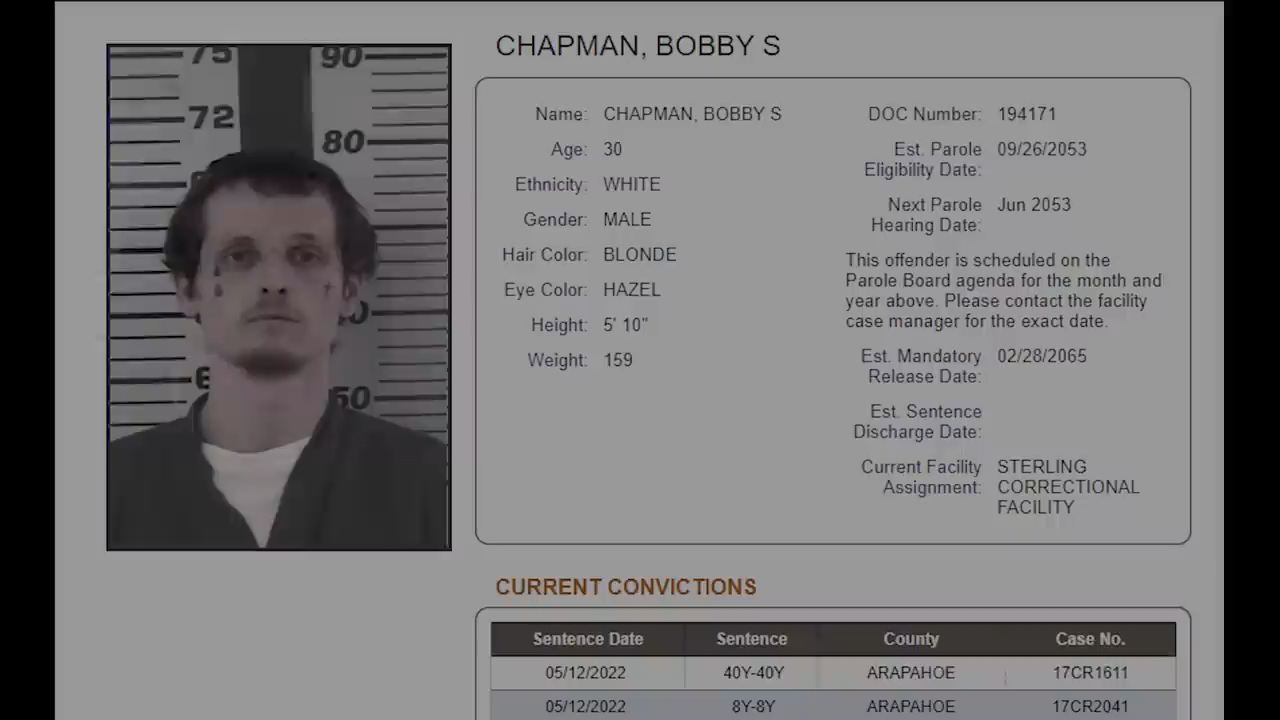 75
90
72
80
6
50
CHAPMAN, BOBBY S
Name: CHAPMAN, BOBBY S
Age: 30
Ethnicity: WHITE
Gender: MALE
Hair Color: BLONDE
Eye Color: HAZEL
Height: 5' 10"
Weight: 159
DOC Number: 194171
Est. Parole 09/26/2053
Eligibility Date:
Next Parole Jun 2053
Hearing Date:
This offender is scheduled on the
Parole Board agenda for the month and
year above. Please contact the facility
case manager for the exact date.
Est. Mandatory 02/28/2065
Release Date:
Est. Sentence
Discharge Date:
Current Facility STERLING
Assignment: CORRECTIONAL
FACILITY
CURRENT CONVICTIONS
Sentence Date Sentence County Case No.
05/12/2022 40Y-40Y ARAPAHOE 17CR1611
05/12/2022 8Y-8Y ARAPAHOE 17CR2041